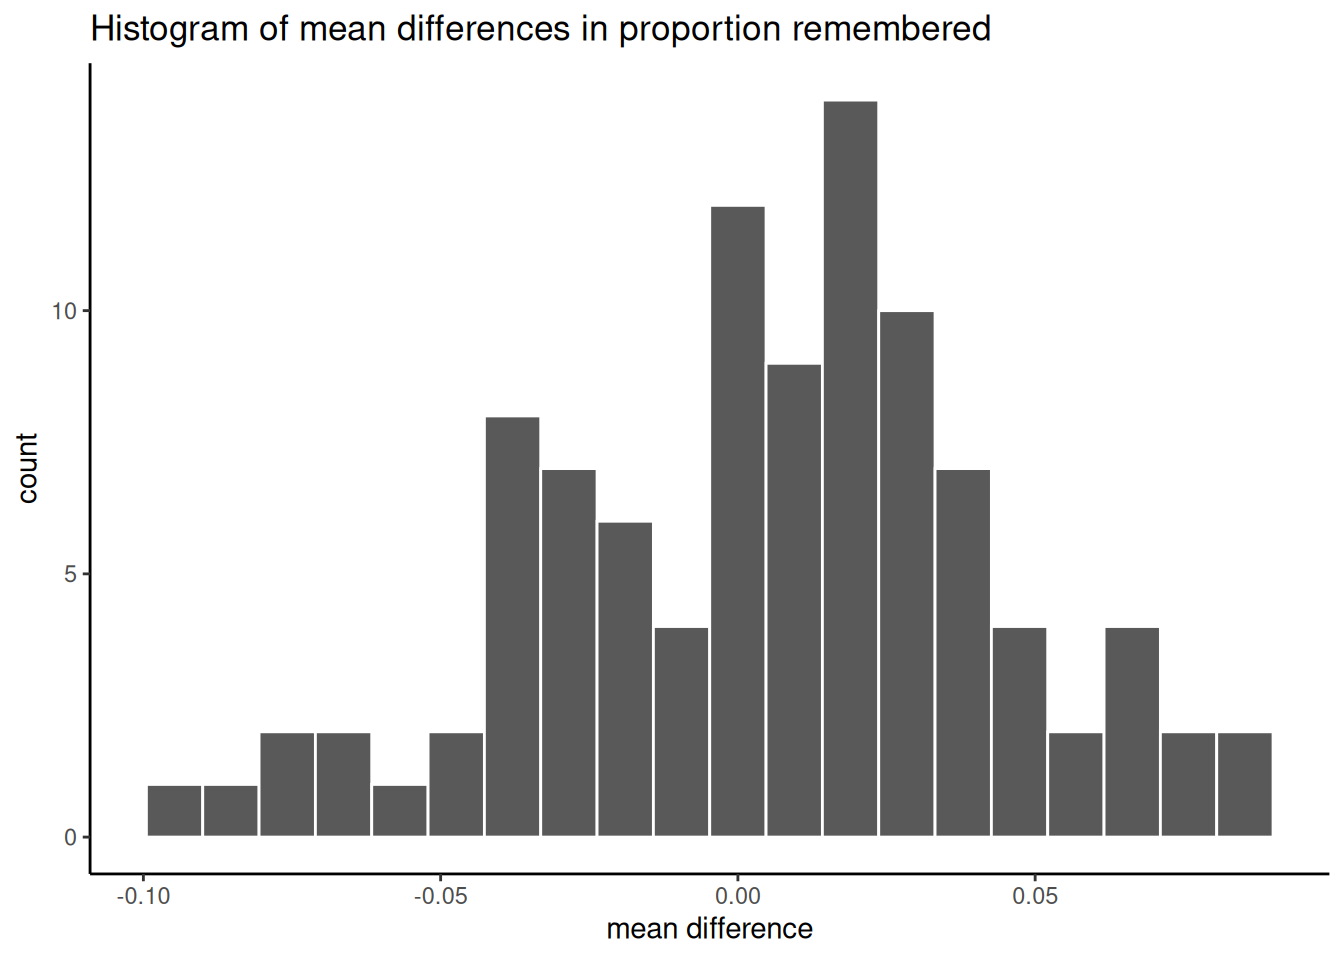 Histogram of mean differences in proportion remembered
count
10
5
0
-0.10 -0.05 0.00 0.05
mean difference